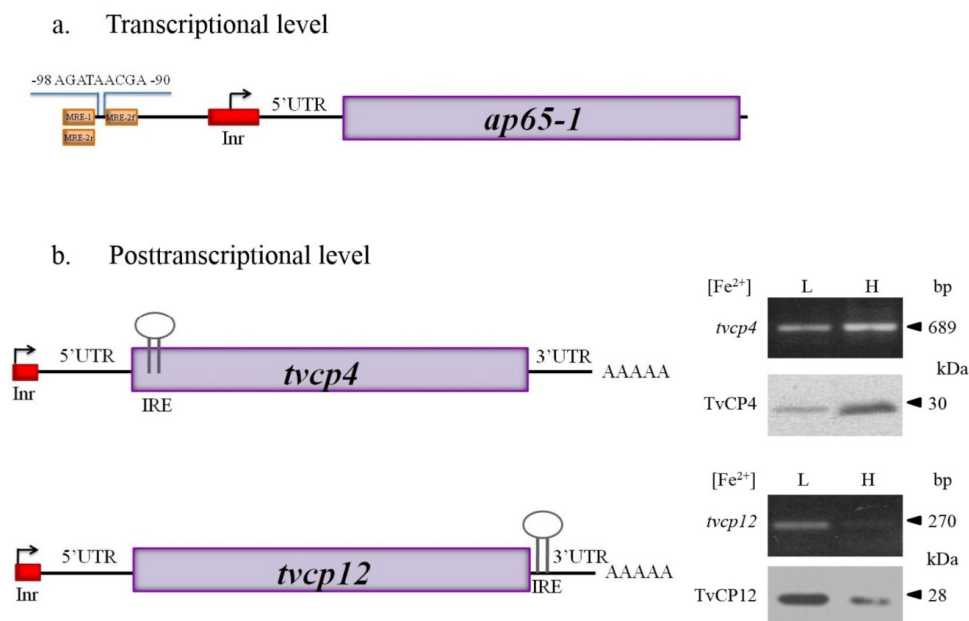 a. Transcriptional level
-98 AGATAACGA -90
MRE-1 MRE-2f
MRE-2r
Inr
5'UTR
ap65-1
b. Posttranscriptional level
[Fe²⁺] L H bp
tvcp4 689
kDa
TvCP4 30
5'UTR
tvcp4
3'UTR
AAAAA
Inr
IRE
[Fe²⁺] L H bp
tvcp12 270
kDa
TvCP12 28
5'UTR
tvcp12
3'UTR
AAAAA
Inr
IRE